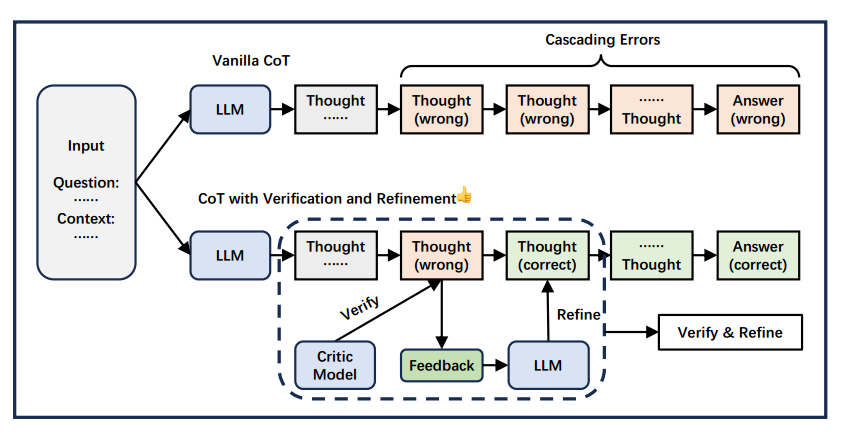 Cascading Errors
Vanilla CoT
LLM
Thought
......
Thought
(wrong)
Thought
(wrong)
......
Thought
Answer
(wrong)
Input
Question:
......
Context:
......
CoT with Verification and Refinement👍
LLM
Thought
......
Thought
(wrong)
Thought
(correct)
......
Thought
Answer
(correct)
Verify
Refine
Verify & Refine
Critic
Model
Feedback
LLM